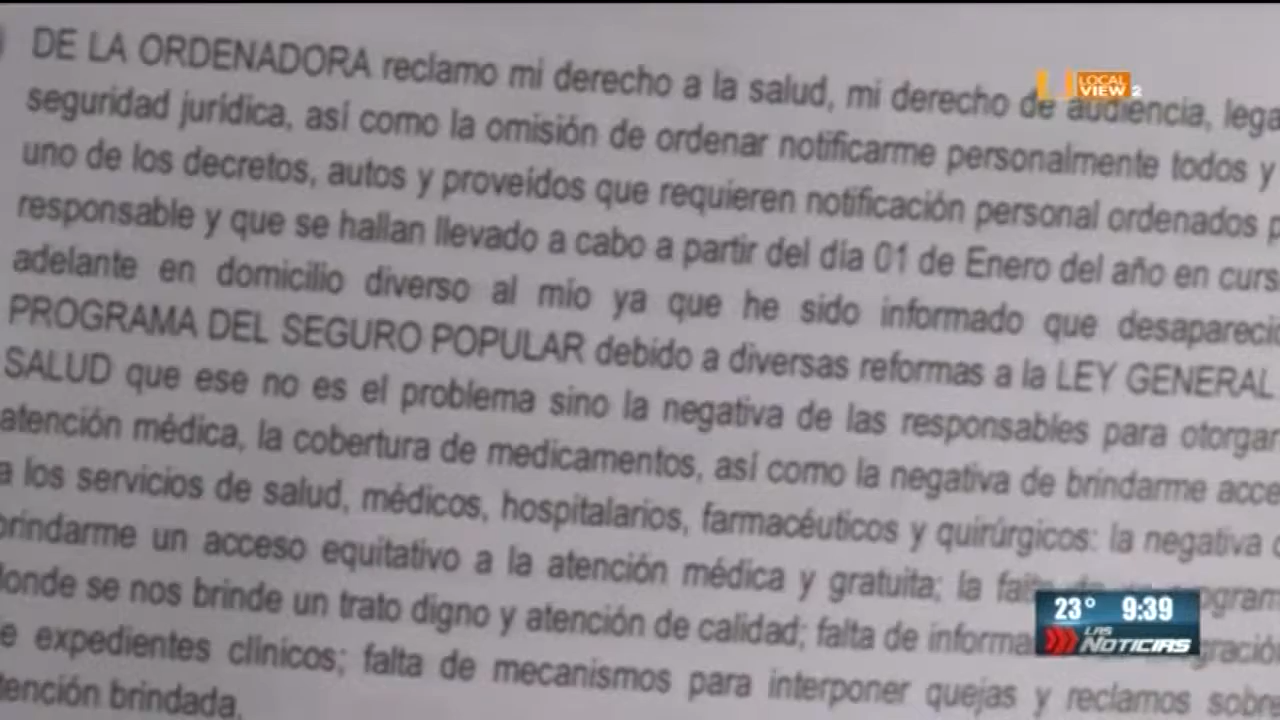 DE LA ORDENADORA reclamo mi derecho a la salud, mi derecho de audiencia, lega
seguridad jurídica, así como la omisión de ordenar notificarme personalmente todos y
uno de los decretos, autos y proveídos que requieren notificación personal ordenados p
responsable y que se hallan llevado a cabo a partir del día 01 de Enero del año en curs
adelante en domicilio diverso al mio ya que he sido informado que desapareció
PROGRAMA DEL SEGURO POPULAR debido a diversas reformas a la LEY GENERAL
SALUD que ese no es el problema sino la negativa de las responsables para otorgar
atención médica, la cobertura de medicamentos, así como la negativa de brindarme acce
a los servicios de salud, médicos, hospitalarios, farmacéuticos y quirúrgicos: la negativa
brindarme un acceso equitativo a la atención médica y gratuita; la
donde se nos brinde un trato digno y atención de calidad; falta de
de expedientes clínicos; falta de mecanismos para interponer quejas y reclamos sobre
tención brindada.
LOCAL
VIEW 2
23° 9:39
LAS
NOTICIAS